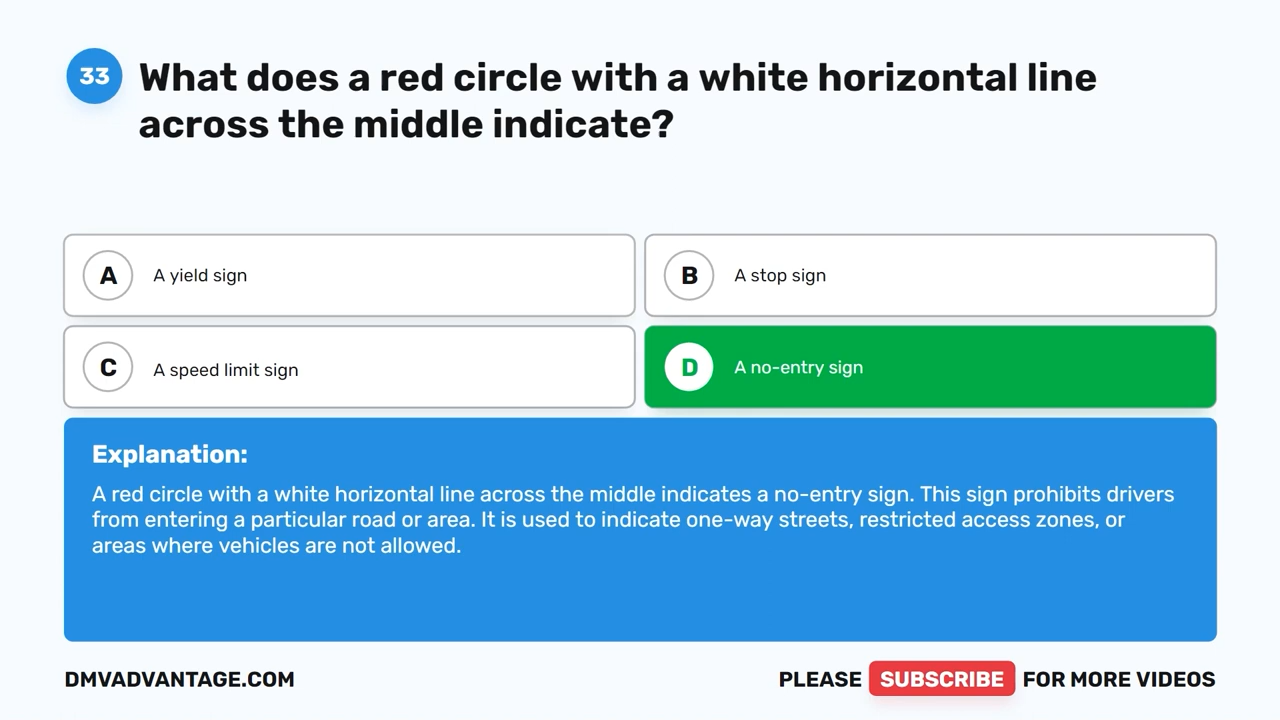 33
What does a red circle with a white horizontal line
across the middle indicate?
A A yield sign
B A stop sign
C A speed limit sign
D A no-entry sign
Explanation:
A red circle with a white horizontal line across the middle indicates a no-entry sign. This sign prohibits drivers
from entering a particular road or area. It is used to indicate one-way streets, restricted access zones, or
areas where vehicles are not allowed.
DMVADVANTAGE.COM
PLEASE SUBSCRIBE FOR MORE VIDEOS